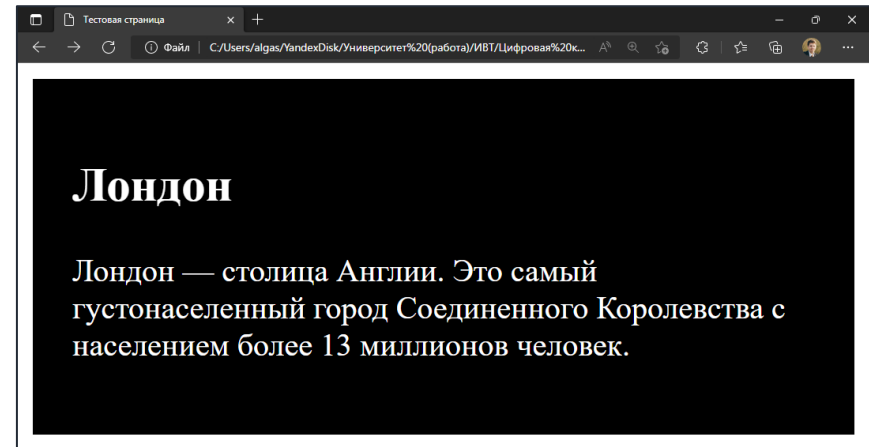 Тестовая страница
Файл C:/Users/algas/YandexDisk/Университет%20(работа)/ИВТ/Цифровая%20к...
Лондон
Лондон — столица Англии. Это самый
густонаселенный город Соединенного Королевства с
населением более 13 миллионов человек.